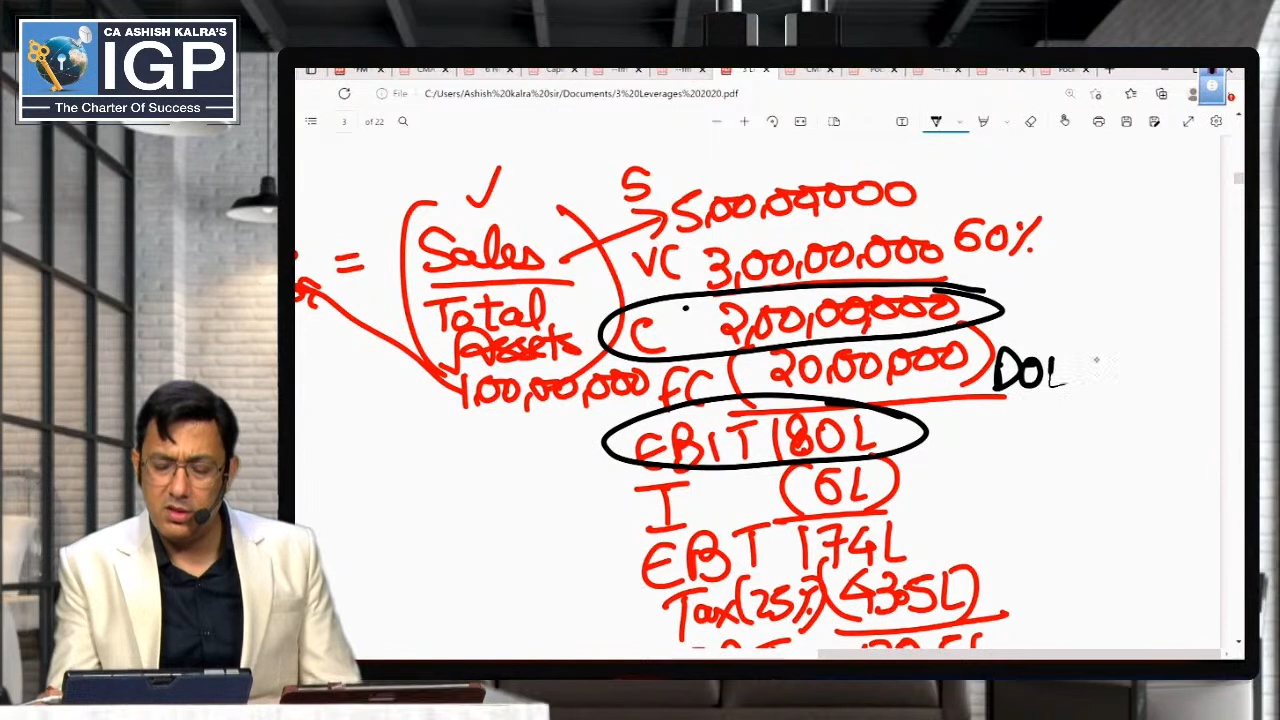 CA ASHISH KALRA'S
IGP
The Charter Of Success
File C:/Users/Ashish%20kalra%20sir/Documents/3%20Leverages%202020.pdf
3 of 22
= (Sales
Total
Assets)
100,00,000
S 5,00,00,000
VC 3,00,00,000 60%
C 2,00,00,000
FC (20,00,000) DOL
EBIT 180L
I (6L)
EBT 174L
Tax(25%) (43.5L)